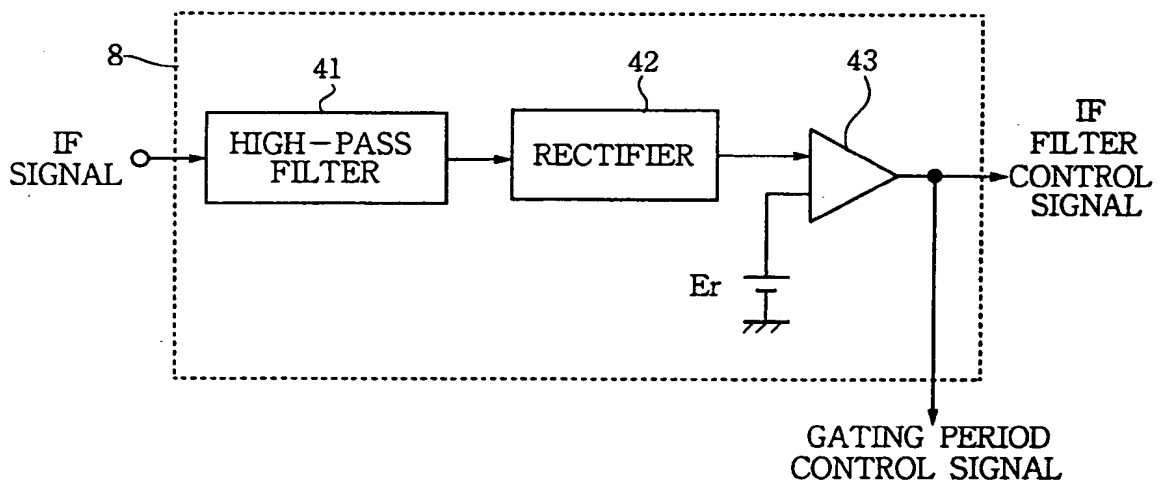 8
41
42
43
IF
SIGNAL
HIGH-PASS
FILTER
RECTIFIER
IF
FILTER
CONTROL
SIGNAL
Er
GATING PERIOD
CONTROL SIGNAL